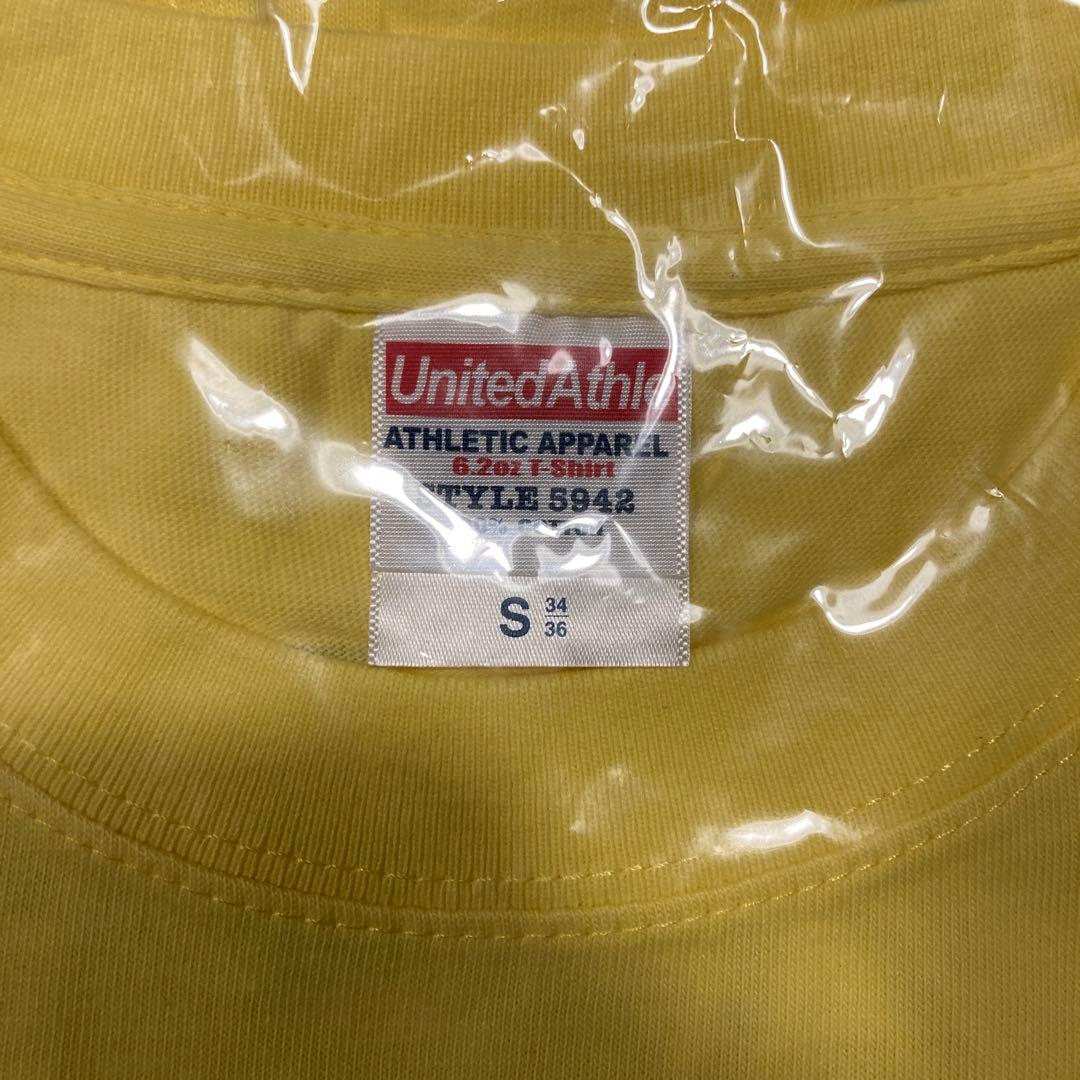 UnitedAthle
ATHLETIC APPAREL
6.2oz T-Shirt
STYLE 5942
S 34
36